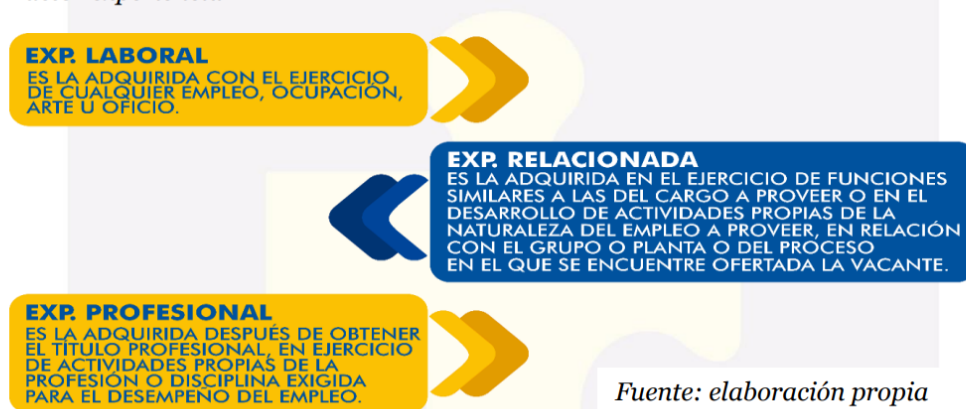 EXP. LABORAL
ES LA ADQUIRIDA CON EL EJERCICIO
DE CUALQUIER EMPLEO, OCUPACIÓN,
ARTE U OFICIO.
EXP. RELACIONADA
ES LA ADQUIRIDA EN EL EJERCICIO DE FUNCIONES
SIMILARES A LAS DEL CARGO A PROVEER O EN EL
DESARROLLO DE ACTIVIDADES PROPIAS DE LA
NATURALEZA DEL EMPLEO A PROVEER, EN RELACIÓN
CON EL GRUPO O PLANTA O DEL PROCESO
EN EL QUE SE ENCUENTRE OFERTADA LA VACANTE.
EXP. PROFESIONAL
ES LA ADQUIRIDA DESPUÉS DE OBTENER
EL TÍTULO PROFESIONAL, EN EJERCICIO
DE ACTIVIDADES PROPIAS DE LA
PROFESIÓN O DISCIPLINA EXIGIDA
PARA EL DESEMPEÑO DEL EMPLEO.
Fuente: elaboración propia